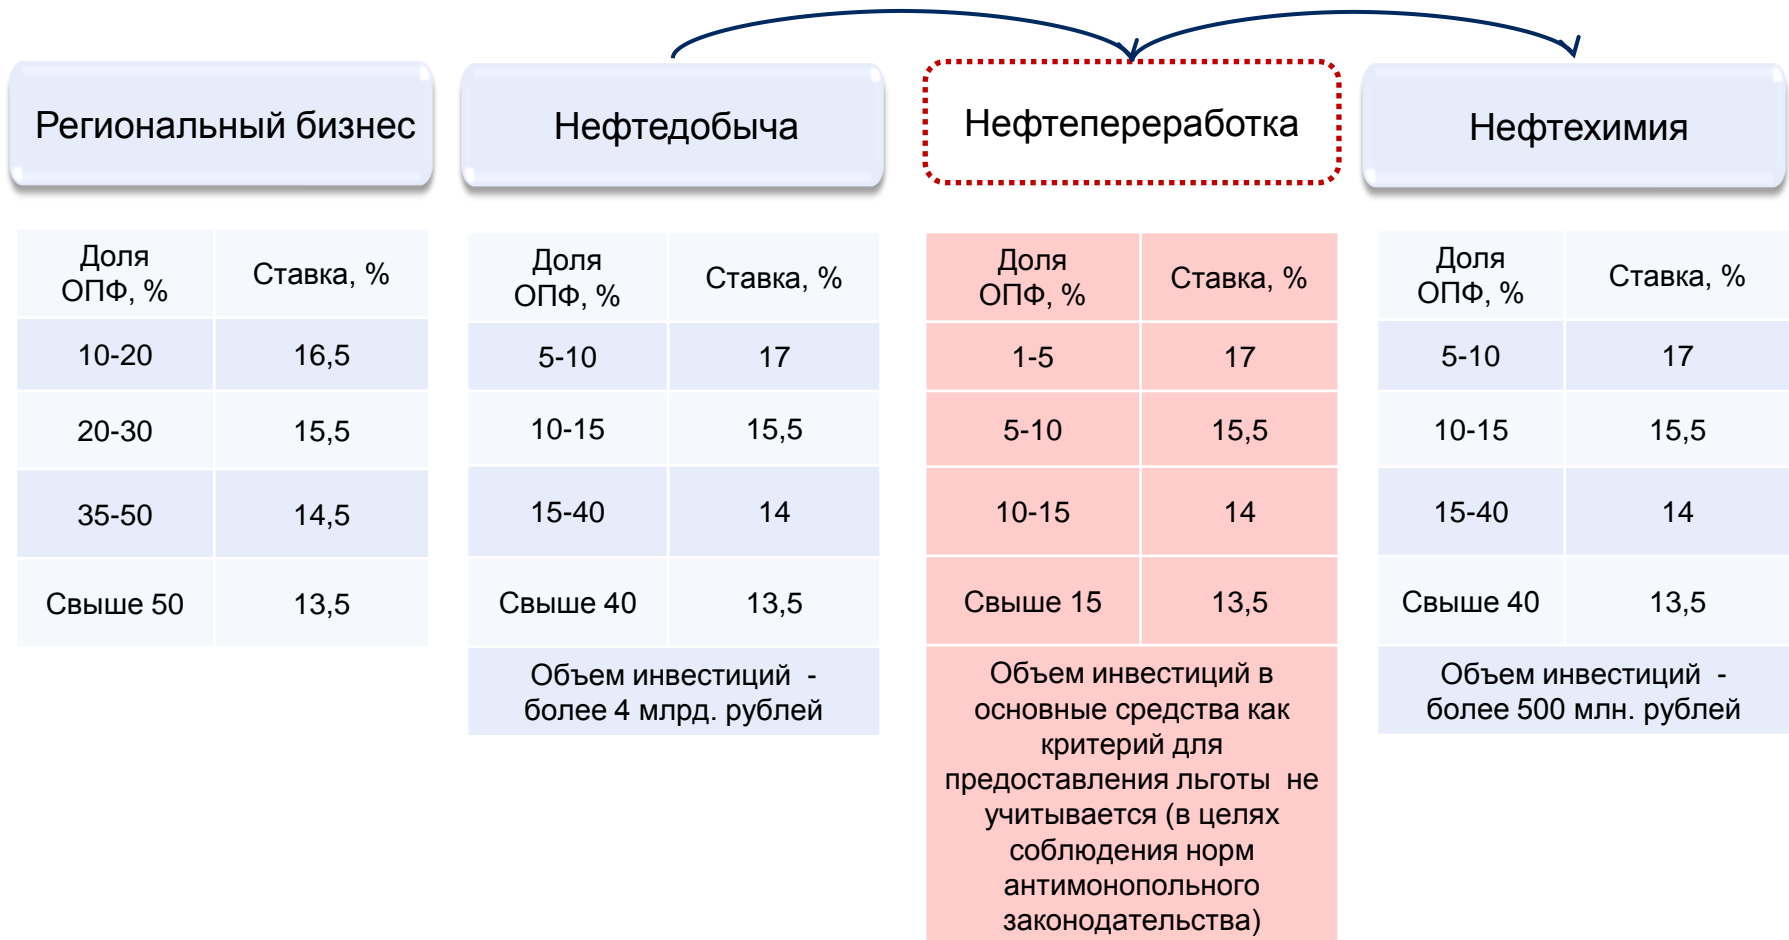 Региональный бизнес
Нефтедобыча
Нефтепереработка
Нефтехимия
Доля
ОПФ, %
Ставка, %
10-20
16,5
20-30
15,5
35-50
14,5
Свыше 50
13,5
Доля
ОПФ, %
Ставка, %
5-10
17
10-15
15,5
15-40
14
Свыше 40
13,5
Объем инвестиций -
более 4 млрд. рублей
Доля
ОПФ, %
Ставка, %
1-5
17
5-10
15,5
10-15
14
Свыше 15
13,5
Объем инвестиций в
основные средства как
критерий для
предоставления льготы не
учитывается (в целях
соблюдения норм
антимонопольного
законодательства)
Доля
ОПФ, %
Ставка, %
5-10
17
10-15
15,5
15-40
14
Свыше 40
13,5
Объем инвестиций -
более 500 млн. рублей